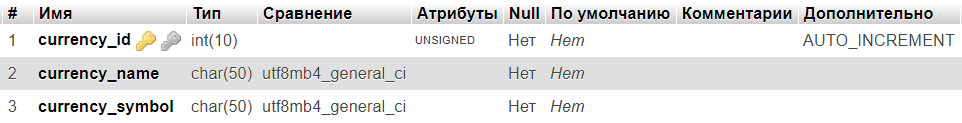 # Имя Тип Сравнение Атрибуты Null По умолчанию Комментарии Дополнительно
1 currency_id int(10) UNSIGNED Нет Нет AUTO_INCREMENT
2 currency_name char(50) utf8mb4_general_ci Нет Нет
3 currency_symbol char(50) utf8mb4_general_ci Нет Нет